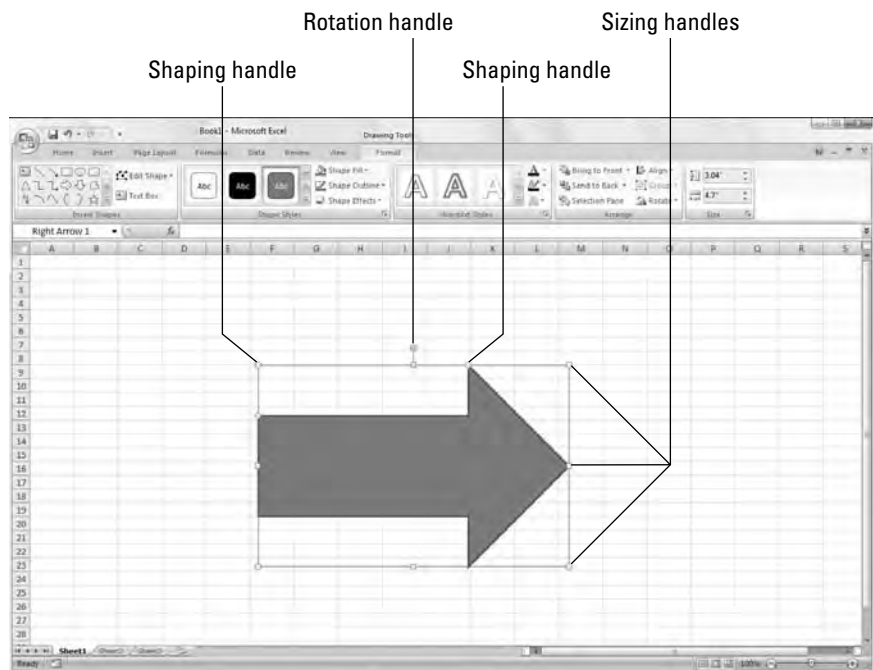 Rotation handle Sizing handles
Shaping handle Shaping handle
Book1 - Microsoft Excel Drawing Tools
Home Insert Page Layout Formulas Data Review View Format
Edit Shape
Text Box
Insert Shapes
Abc Abc Abc
Shape Fill
Shape Outline
Shape Effects
Shape Styles
A A A A
WordArt Styles
Bring to Front Align
Send to Back Group
Selection Pane Rotate
Arrange
3.04"
4.7"
Size
Right Arrow 1 fx
A B C D E F G H I J K L M N O P Q R S
1
2
3
4
5
6
7
8
9
10
11
12
13
14
15
16
17
18
19
20
21
22
23
24
25
26
27
28
Sheet1 Sheet2 Sheet3
Ready 100%